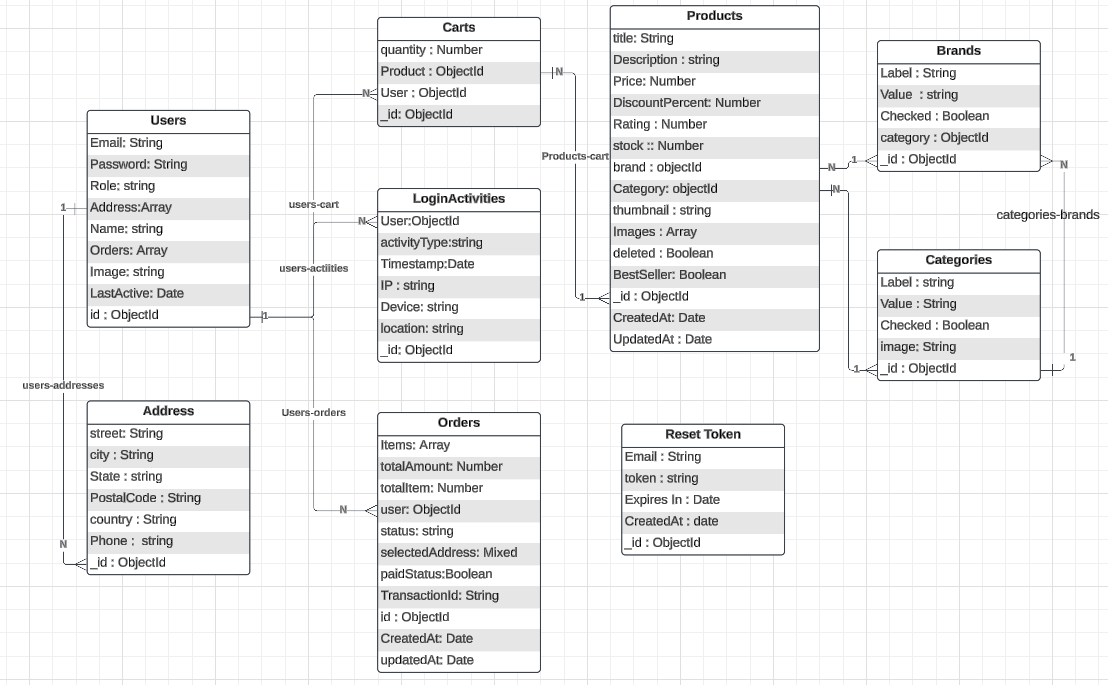 Carts
quantity : Number
Product : ObjectId
User : ObjectId
_id: ObjectId
Products
title: String
Description : string
Price: Number
DiscountPercent: Number
Rating : Number
stock :: Number
brand : objectId
Category: objectId
thumbnail : string
Images : Array
deleted : Boolean
BestSeller: Boolean
_id : ObjectId
CreatedAt: Date
UpdatedAt : Date
Brands
Label : String
Value : string
Checked : Boolean
category : ObjectId
_id : ObjectId
Users
Email: String
Password: String
Role: string
Address:Array
Name: string
Orders: Array
Image: string
LastActive: Date
id : ObjectId
LoginActivities
User:ObjectId
activityType:string
Timestamp:Date
IP : string
Device: string
location: string
_id: ObjectId
Categories
Label : string
Value : String
Checked : Boolean
image: String
_id : ObjectId
Address
street: String
city : String
State : string
PostalCode : String
country : String
Phone : string
_id : ObjectId
Orders
Items: Array
totalAmount: Number
totalItem: Number
user: ObjectId
status: string
selectedAddress: Mixed
paidStatus:Boolean
TransactionId: String
id : ObjectId
CreatedAt: Date
updatedAt: Date
Reset Token
Email : String
token : string
Expires In : Date
CreatedAt : date
_id : ObjectId
users-cart
users-actiities
Users-orders
users-addresses
Products-cart
categories-brands
1
N
1
N
N
N
N
1
N
1
N
1
N
1